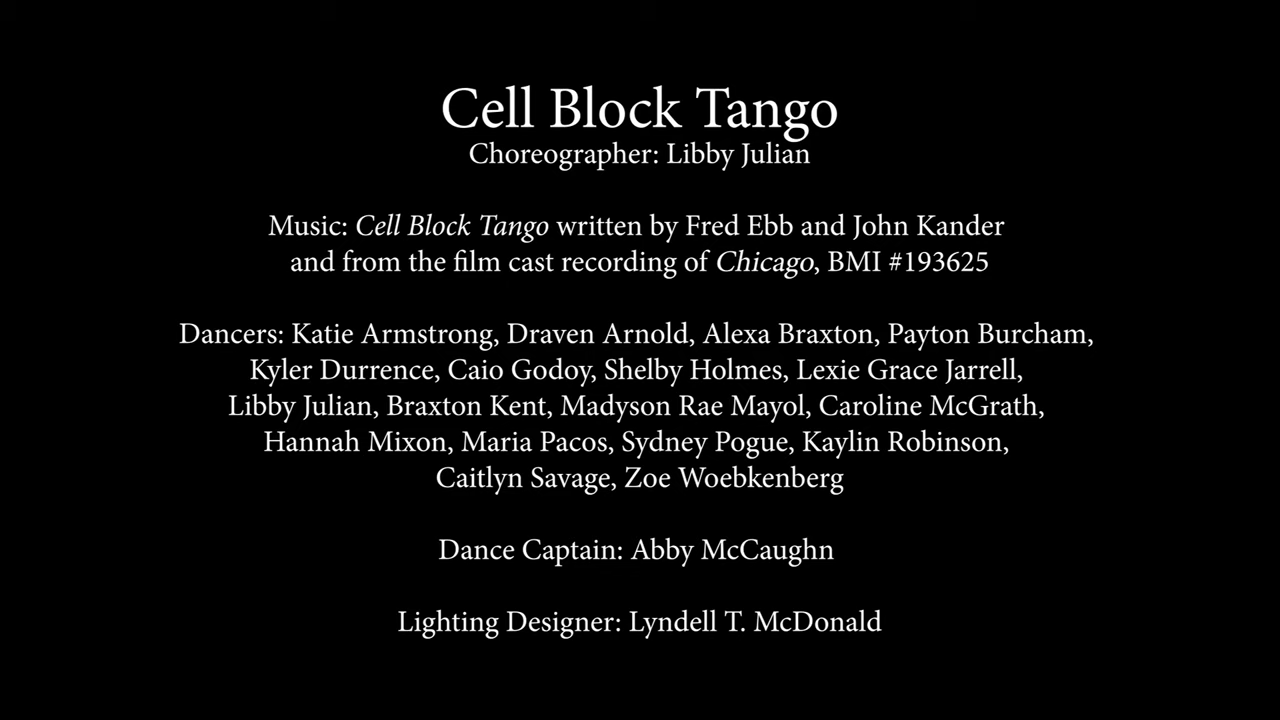 Cell Block Tango
Choreographer: Libby Julian
Music: Cell Block Tango written by Fred Ebb and John Kander
and from the film cast recording of Chicago, BMI #193625
Dancers: Katie Armstrong, Draven Arnold, Alexa Braxton, Payton Burcham,
Kyler Durrence, Caio Godoy, Shelby Holmes, Lexie Grace Jarrell,
Libby Julian, Braxton Kent, Madyson Rae Mayol, Caroline McGrath,
Hannah Mixon, Maria Pacos, Sydney Pogue, Kaylin Robinson,
Caitlyn Savage, Zoe Woebkenberg
Dance Captain: Abby McCaughn
Lighting Designer: Lyndell T. McDonald